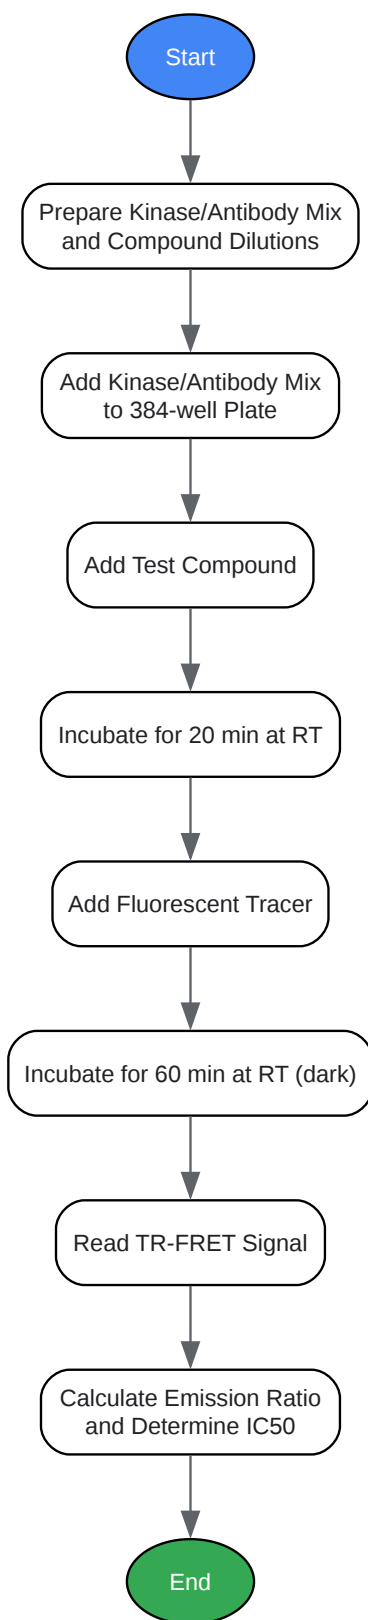 Start
Prepare Kinase/Antibody Mix
and Compound Dilutions
Add Kinase/Antibody Mix
to 384-well Plate
Add Test Compound
Incubate for 20 min at RT
Add Fluorescent Tracer
Incubate for 60 min at RT (dark)
Read TR-FRET Signal
Calculate Emission Ratio
and Determine IC50
End